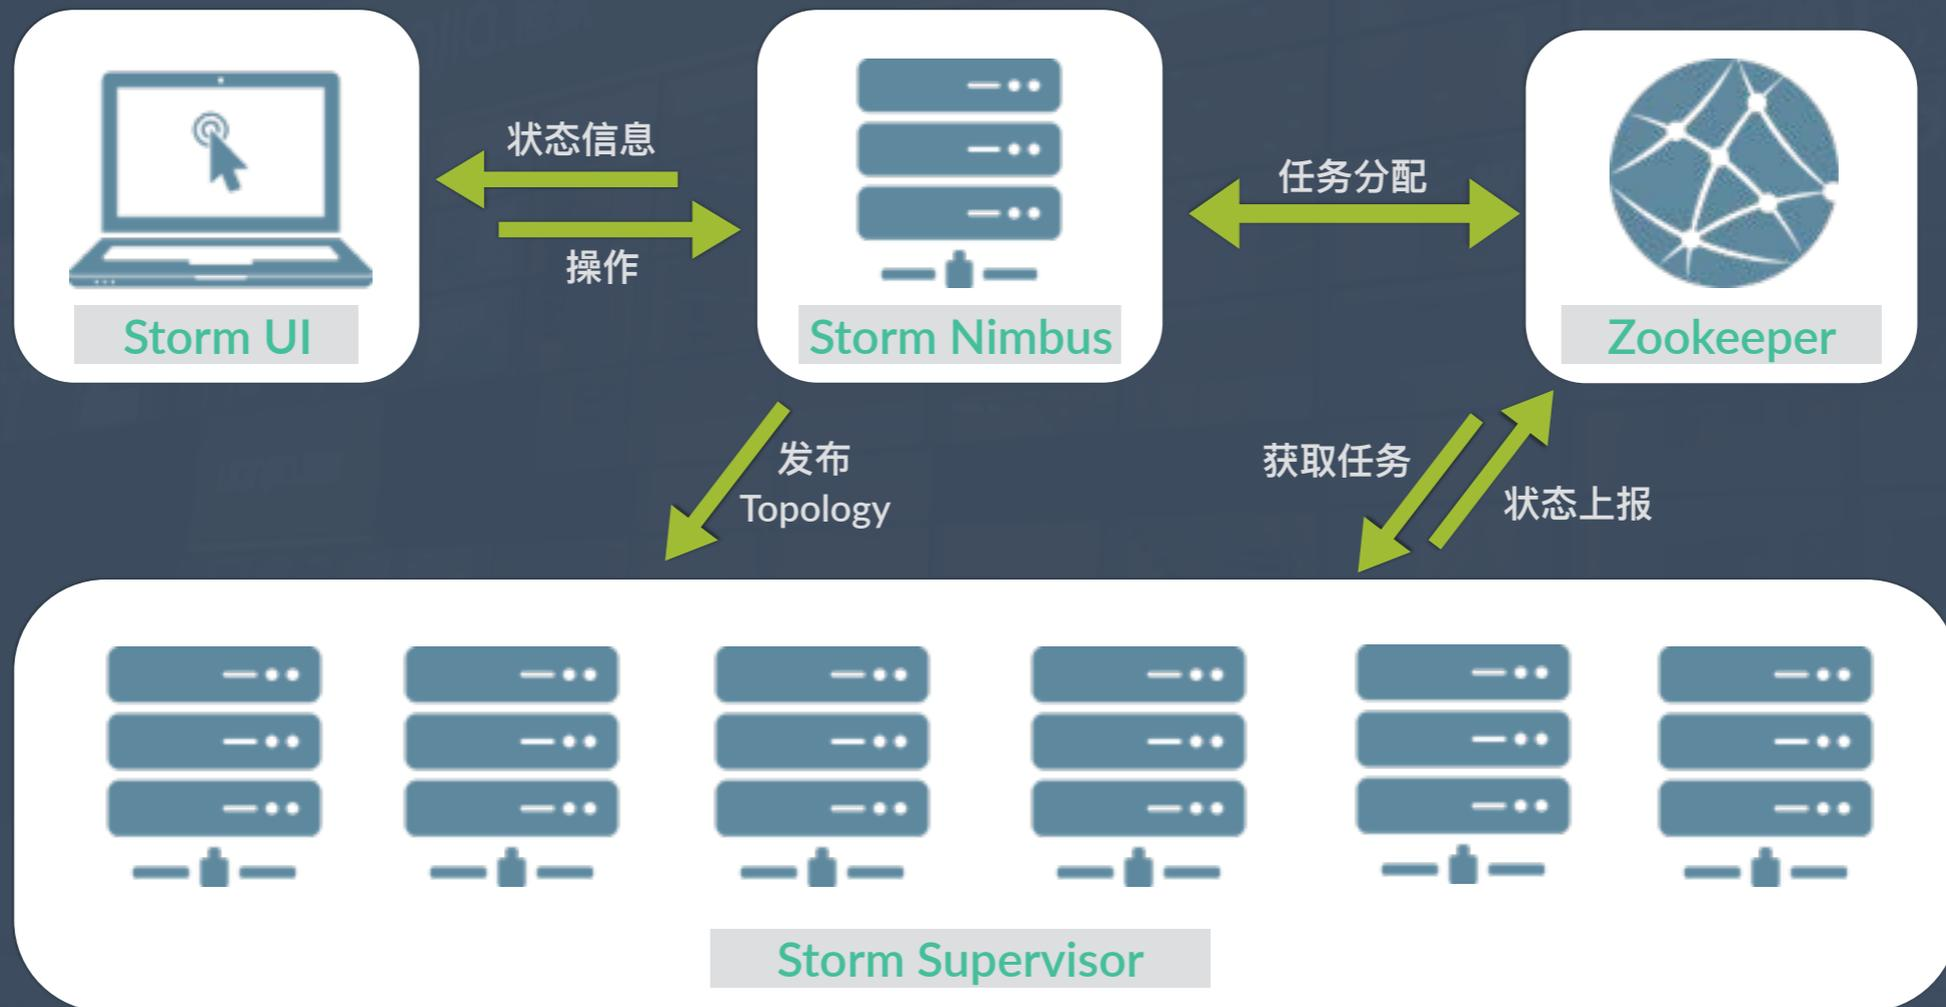 状态信息
操作
任务分配
Storm UI
Storm Nimbus
Zookeeper
发布
Topology
获取任务
状态上报
Storm Supervisor